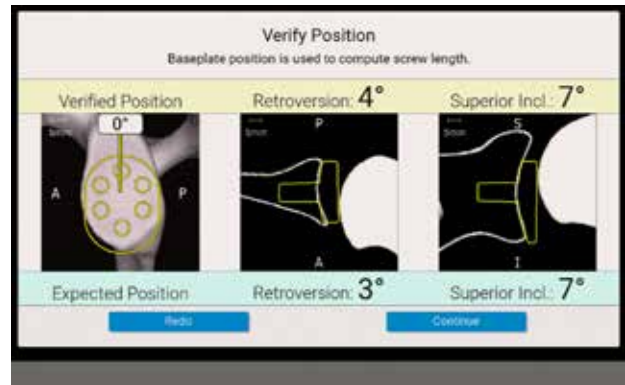 Verify Position
Baseplate position is used to compute screw length.
Verified Position Retroversion: 4° Superior Incl.: 7°
0°
P
S
A P
A
I
Expected Position Retroversion: 3° Superior Incl.: 7°
Redo Continue